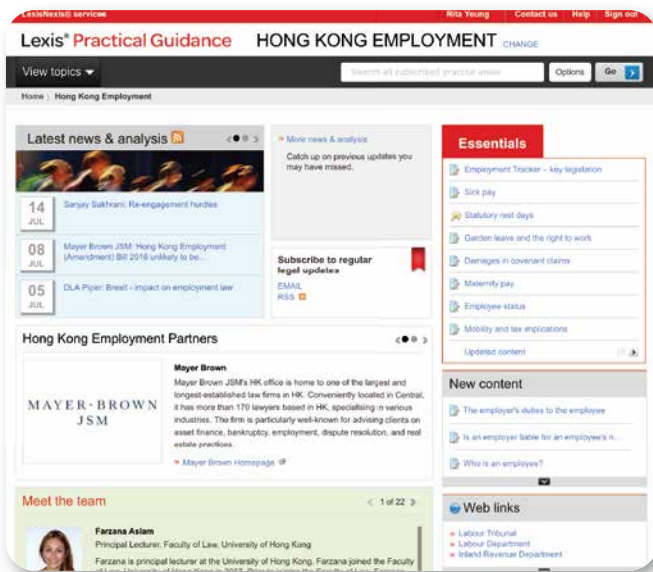 LexisNexis® services
Rita Young Contact us Help Sign out
Lexis® Practical Guidance HONG KONG EMPLOYMENT CHANGE
View topics
Search all subscribed practice areas
Options
Go
Home Hong Kong Employment
Latest news & analysis
14 JUL
Sanjay Sakhrani: Re-engagement hurdles
08 JUL
Mayer Brown JSM: Hong Kong Employment
(Amendment) Bill 2016 unlikely to be...
05 JUL
DLA Piper: Brexit - impact on employment law
» More news & analysis
Catch up on previous updates you
may have missed.
Subscribe to regular
legal updates
EMAIL
RSS
Essentials
Employment Tracker – key legislation
Sick pay
Statutory rest days
Garden leave and the right to work
Damages in covenant claims
Maternity pay
Employee status
Mobility and tax implications
Updated content
Hong Kong Employment Partners
MAYER·BROWN
JSM
Mayer Brown
Mayer Brown JSM's HK office is home to one of the largest and
longest-established law firms in HK. Conveniently located in Central,
it has more than 170 lawyers based in HK, specialising in various
industries. The firm is particularly well-known for advising clients on
asset finance, bankruptcy, employment, dispute resolution, and real
estate practices.
» Mayer Brown Homepage
New content
The employer's duties to the employee
Is an employer liable for an employee's n...
Who is an employee?
Web links
» Labour Tribunal
» Labour Department
» Inland Revenue Department
Meet the team
1 of 22
Farzana Aslam
Principal Lecturer, Faculty of Law, University of Hong Kong
Farzana is principal lecturer at the University of Hong Kong. Farzana joined the Faculty